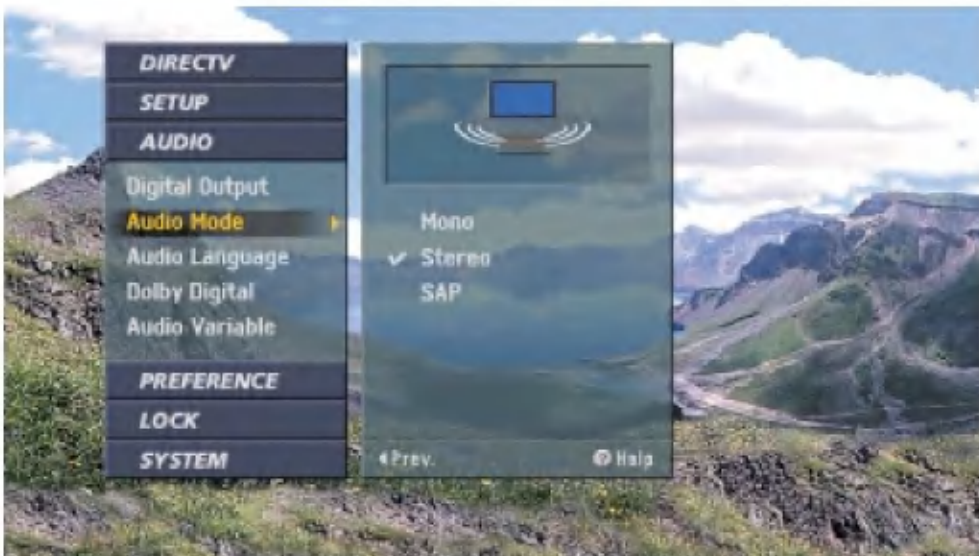 DIRECTV
SETUP
AUDIO
Digital Output
Audio Mode
Audio Language
Dolby Digital
Audio Variable
PREFERENCE
LOCK
SYSTEM
Mono
Stereo
SAP
Prev.
Help